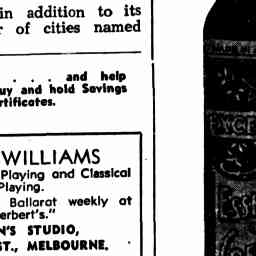 in addition to its
r of cities named
. . . and help
uy and hold Savings
rtificates.
WILLIAMS
Playing and Classical
Playing.
Ballarat weekly at
erbert's."
N'S STUDIO,
ST., MELBOURNE.